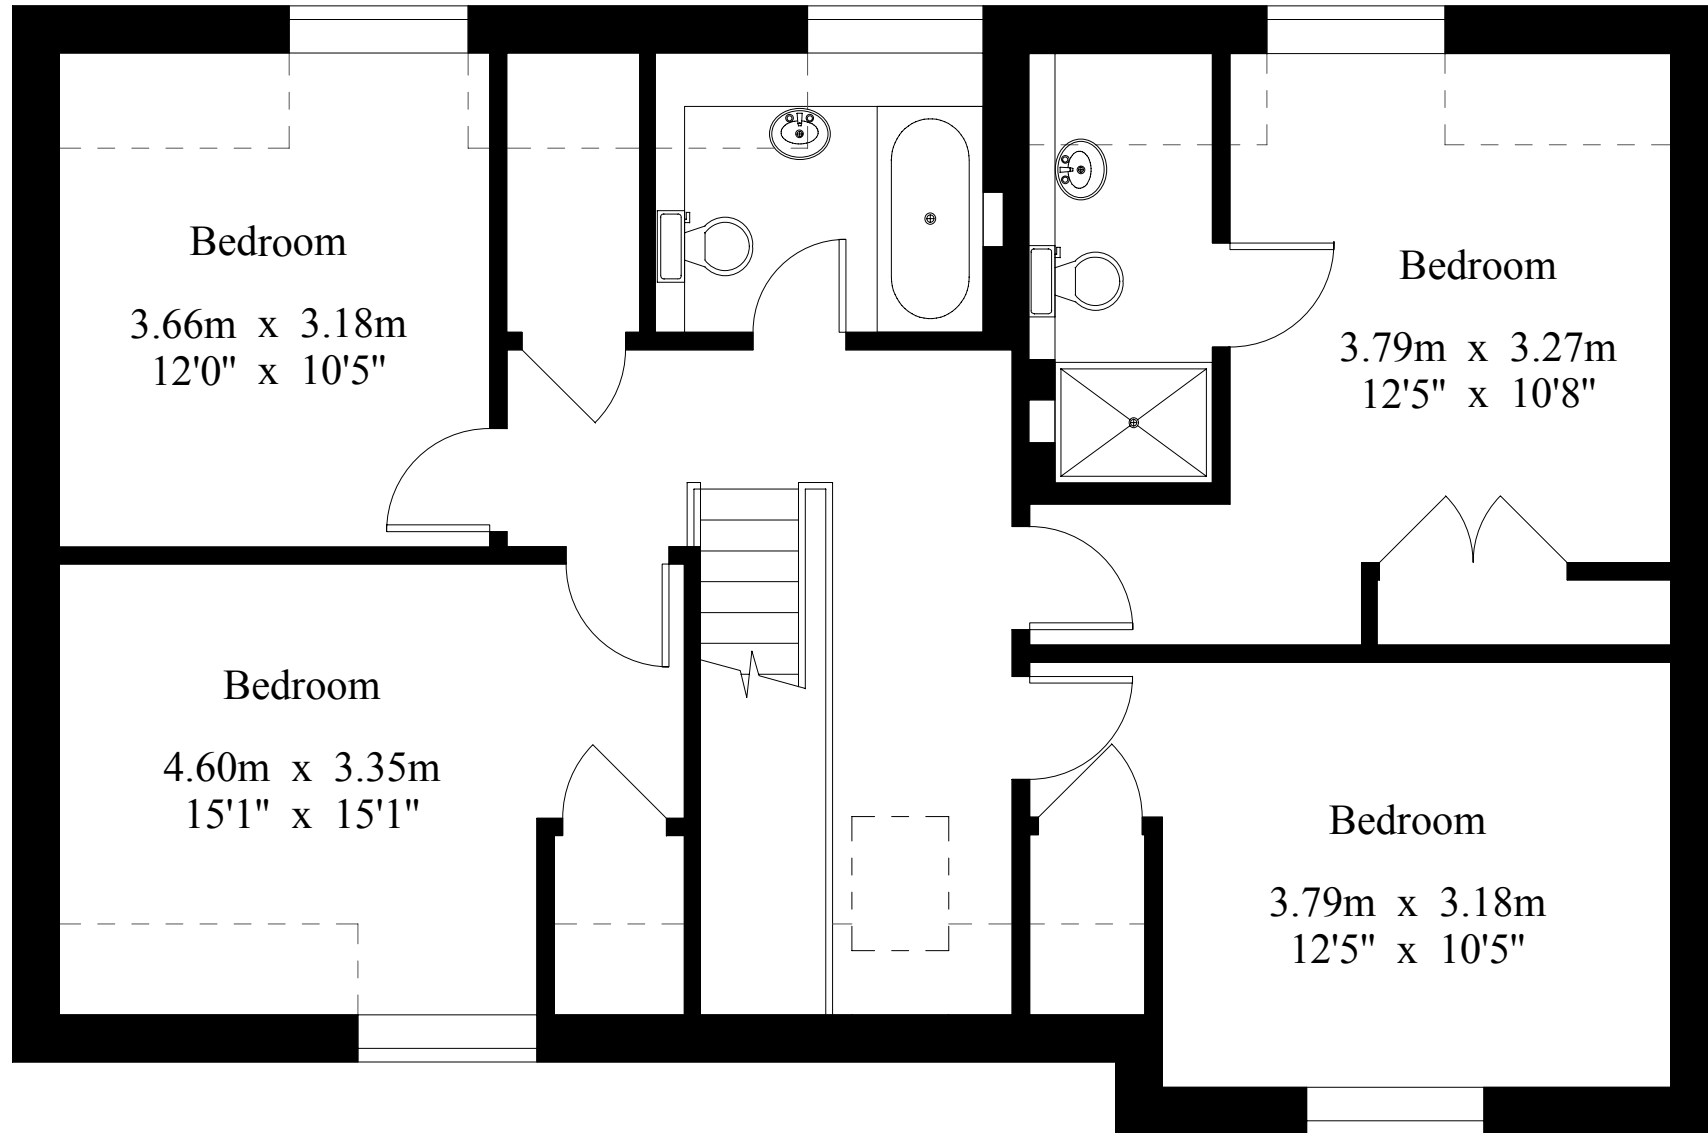 Bedroom
3.66m x 3.18m
12'0" x 10'5"
Bedroom
3.79m x 3.27m
12'5" x 10'8"
Bedroom
4.60m x 3.35m
15'1" x 15'1"
Bedroom
3.79m x 3.18m
12'5" x 10'5"